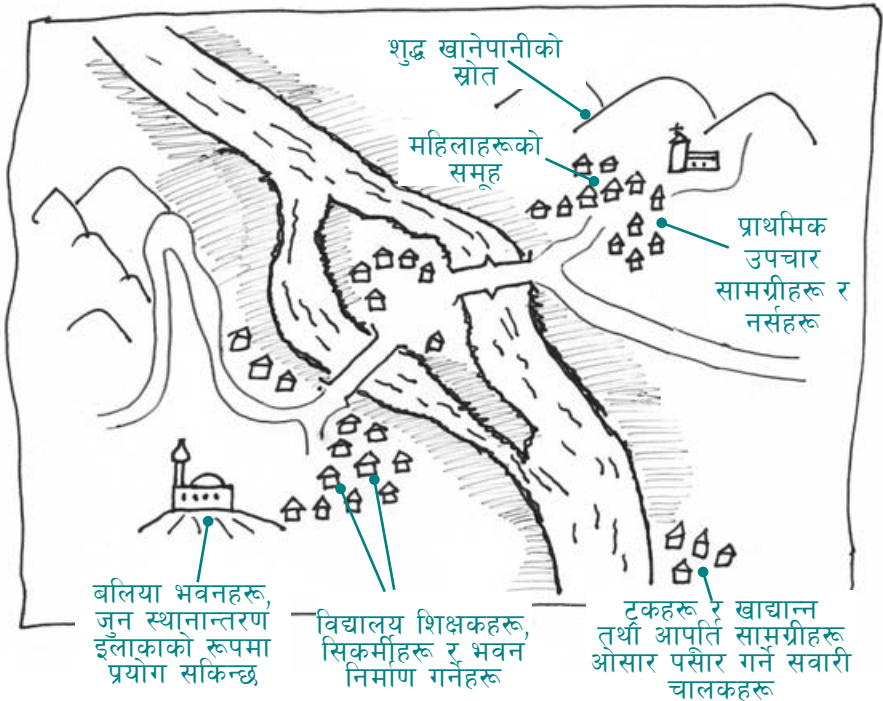 शुद्ध खानेपानीको
स्रोत
महिलाहरूको
समूह
प्राथमिक
उपचार
सामग्रीहरू र
नर्सहरू
बलिया भवनहरू,
जुन स्थानान्तरण
इलाकाको रूपमा
प्रयोग सकिन्छ
विद्यालय शिक्षकहरू,
सिकर्मीहरू र भवन
निर्माण गर्नेहरू
ट्रकहरू र खाद्यान्न
तथा आपूर्ति सामग्रीहरू
ओसार पसार गर्ने सवारी
चालकहरू